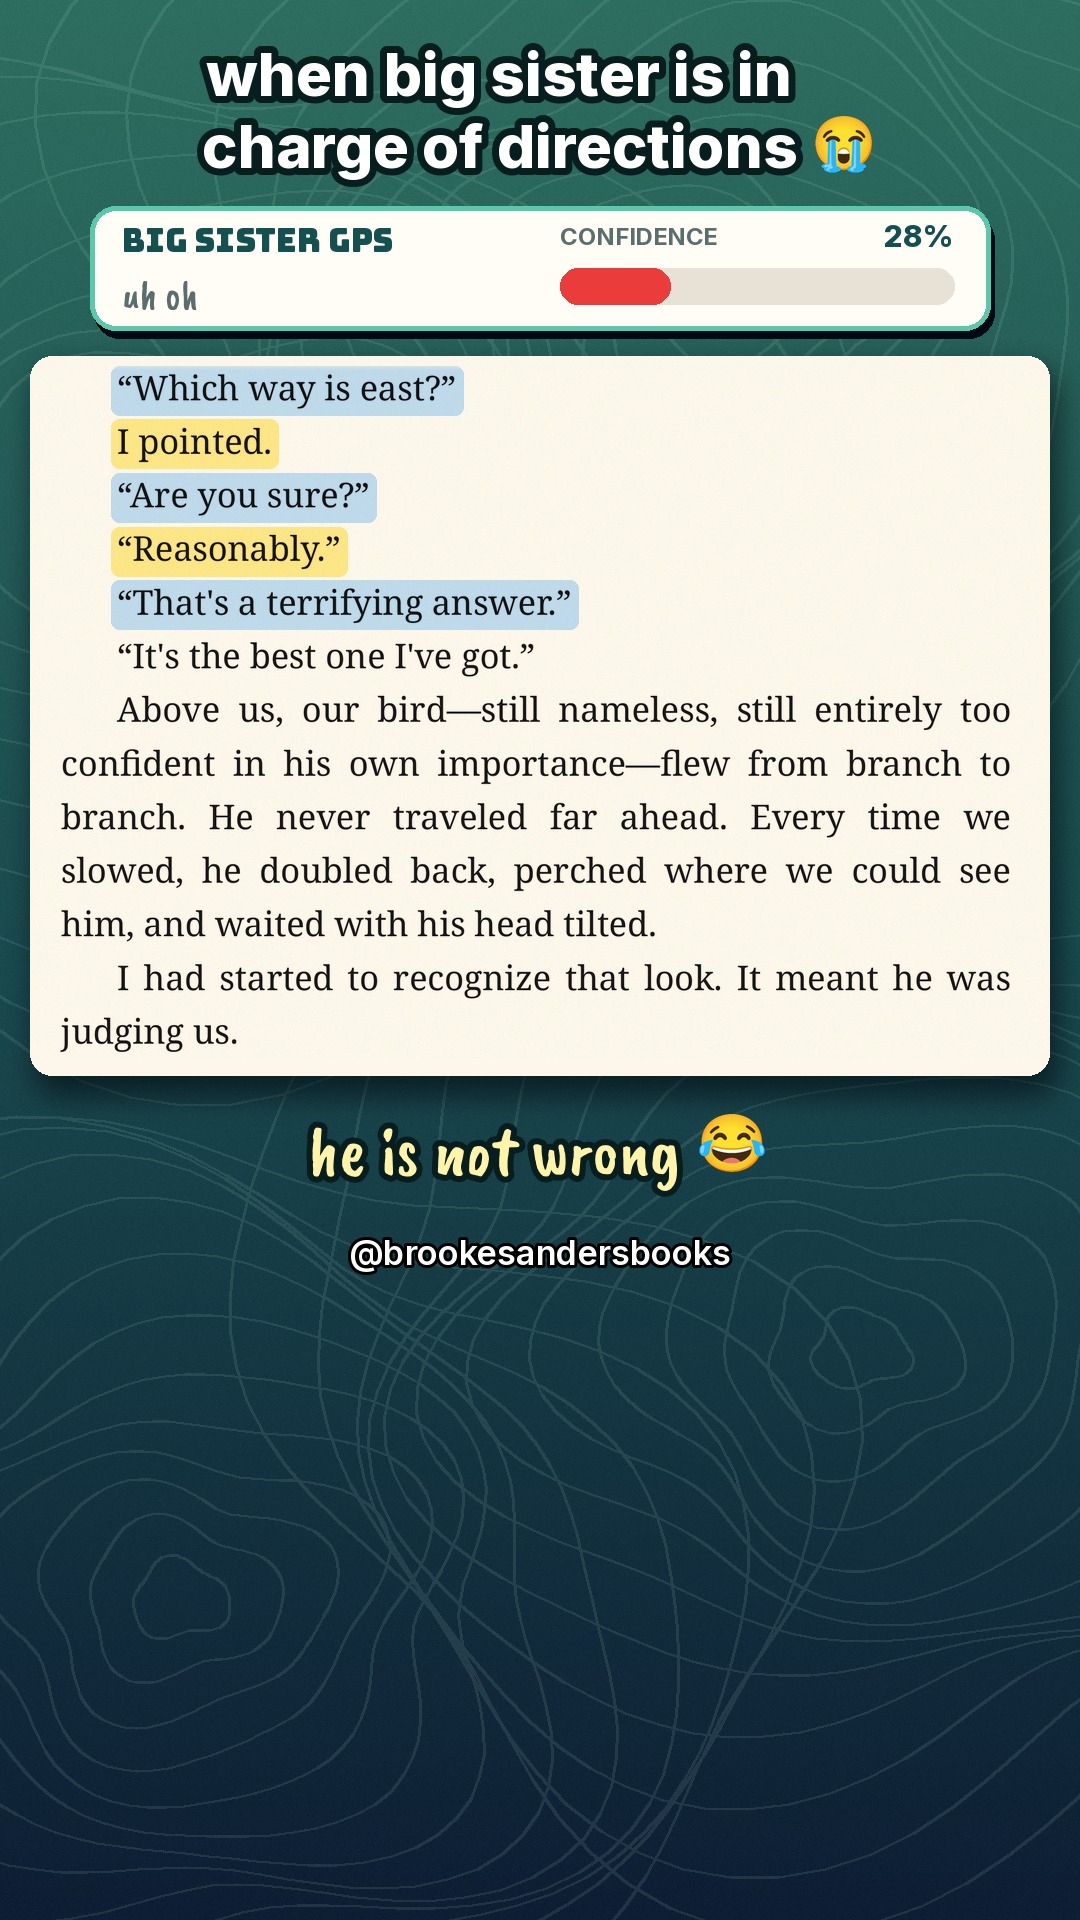 when big sister is in
charge of directions 😭
BIG SISTER GPS
CONFIDENCE 28%
uh oh
“Which way is east?”
I pointed.
“Are you sure?”
“Reasonably.”
“That's a terrifying answer.”
“It's the best one I've got.”
Above us, our bird—still nameless, still entirely too
confident in his own importance—flew from branch to
branch. He never traveled far ahead. Every time we
slowed, he doubled back, perched where we could see
him, and waited with his head tilted.
I had started to recognize that look. It meant he was
judging us.
he is not wrong 😂
@brookesandersbooks